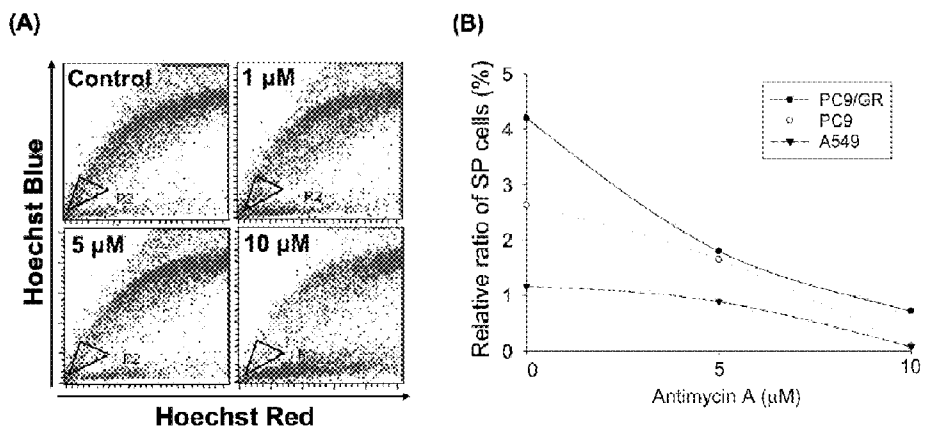 (A)
Hoechst Blue
Control
P2
1 μM
P2
5 μM
P2
10 μM
Hoechst Red
(B)
Relative ratio of SP cells (%)
5
4
3
2
1
0
PC9/GR
PC9
A549
0
5
10
Antimycin A (μM)